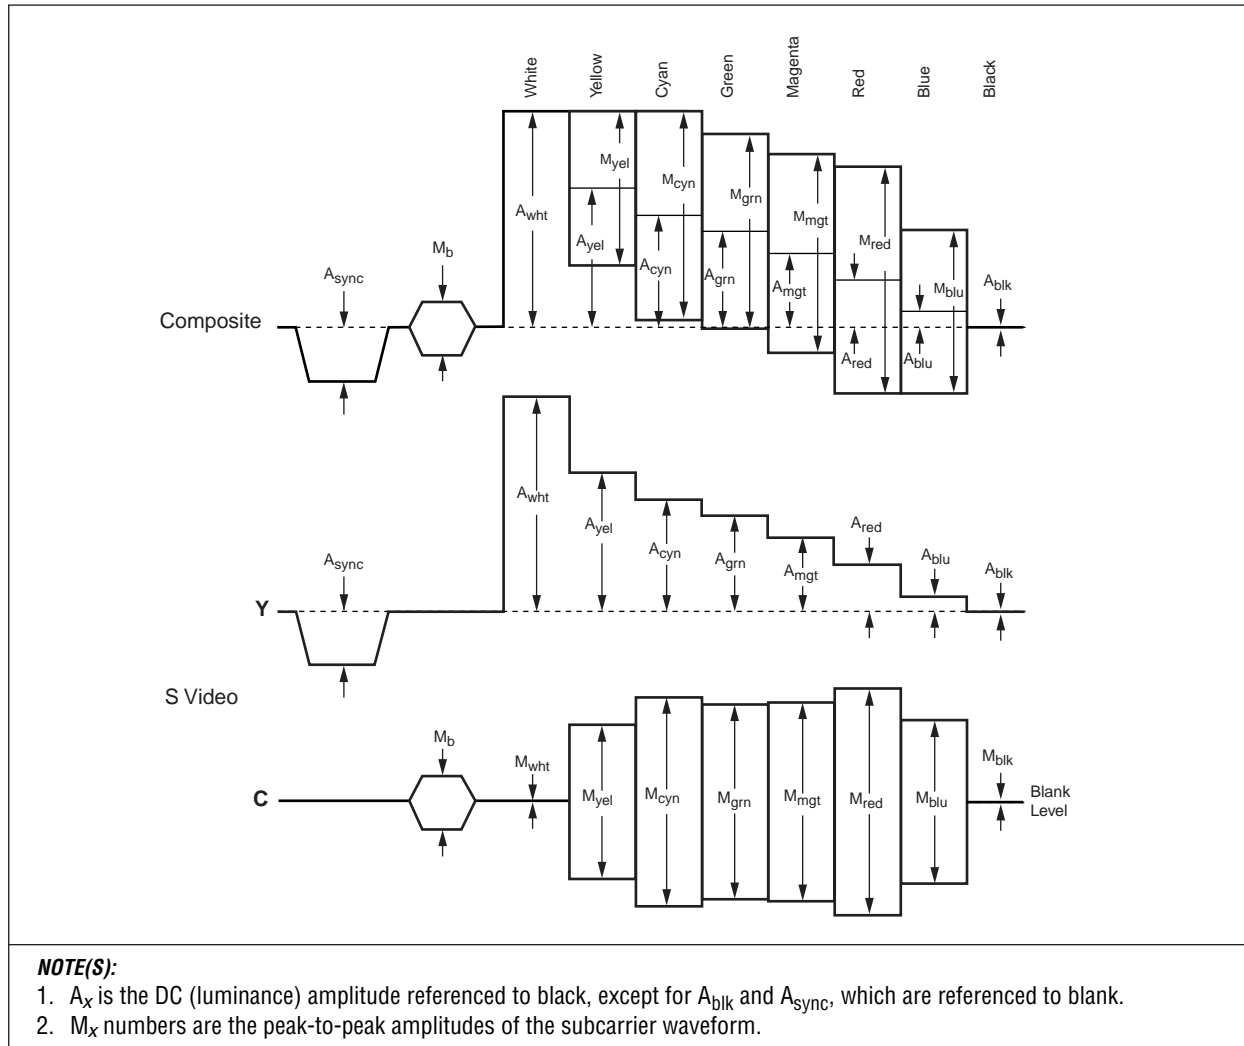 White
Yellow
Cyan
Green
Magenta
Red
Blue
Black
Myel
Mcyn
Mgrn
Mmgt
Mred
Mblu
Awht
Ayel
Acyn
Agrn
Amgt
Ared
Ablu
Ablk
Async
Mb
Composite
Awht
Ayel
Acyn
Agrn
Amgt
Ared
Ablu
Ablk
Async
Y
S Video
Mb
Mwht
Myel
Mcyn
Mgrn
Mmgt
Mred
Mblu
Mblk
C
Blank
Level
NOTE(S):
1. Ax is the DC (luminance) amplitude referenced to black, except for Ablk and Async, which are referenced to blank.
2. Mx numbers are the peak-to-peak amplitudes of the subcarrier waveform.